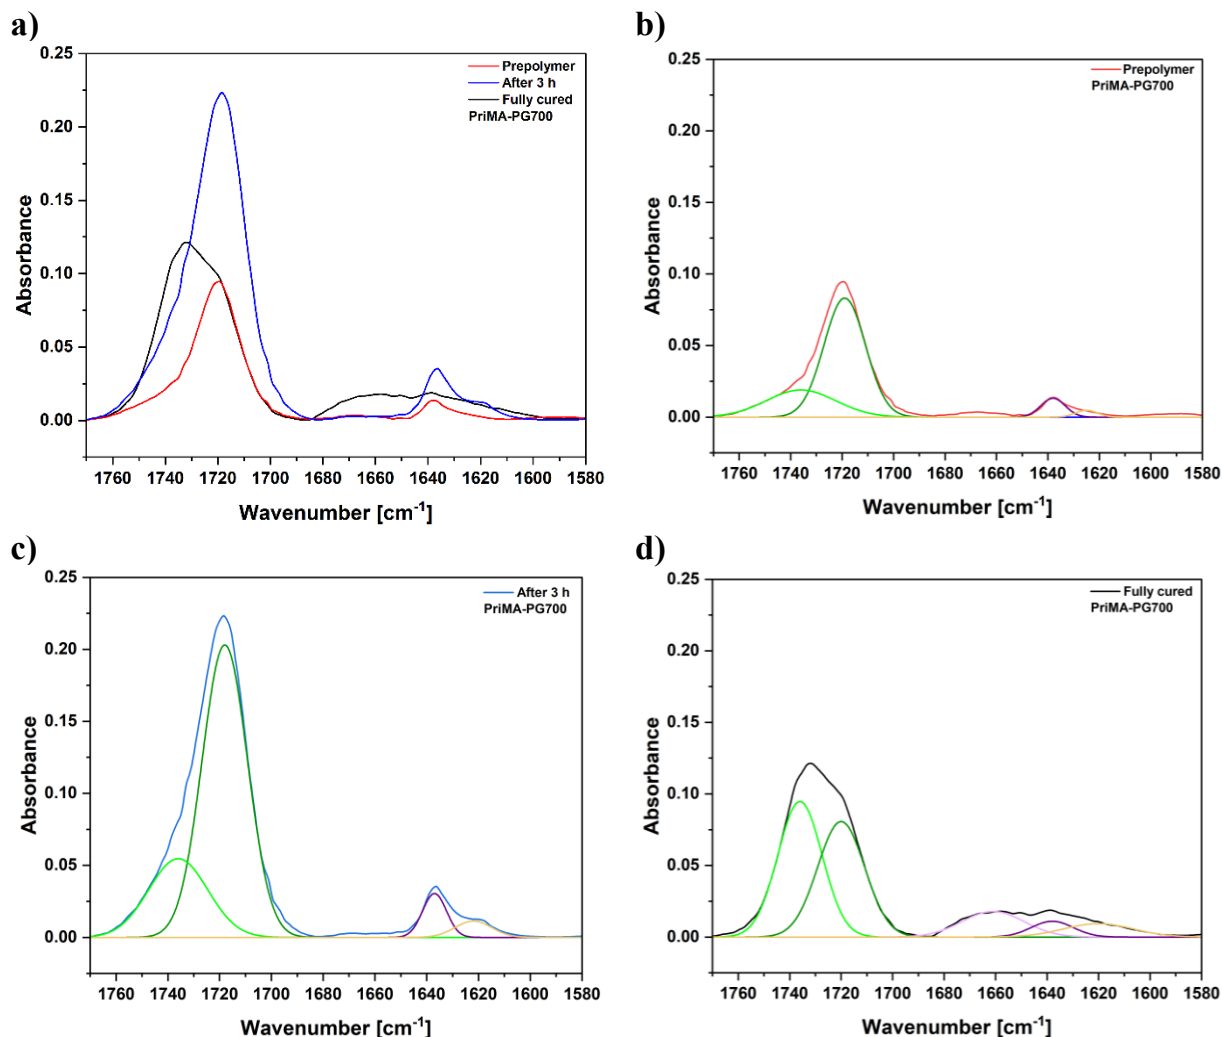 a)
0.25
0.20
0.15
0.10
0.05
0.00
Absorbance
Prepolymer
After 3 h
Fully cured
PriMA-PG700
1760 1740 1720 1700 1680 1660 1640 1620 1600 1580
Wavenumber [cm⁻¹]
b)
0.25
0.20
0.15
0.10
0.05
0.00
Absorbance
Prepolymer
PriMA-PG700
1760 1740 1720 1700 1680 1660 1640 1620 1600 1580
Wavenumber [cm⁻¹]
c)
0.25
0.20
0.15
0.10
0.05
0.00
Absorbance
After 3 h
PriMA-PG700
1760 1740 1720 1700 1680 1660 1640 1620 1600 1580
Wavenumber [cm⁻¹]
d)
0.25
0.20
0.15
0.10
0.05
0.00
Absorbance
Fully cured
PriMA-PG700
1760 1740 1720 1700 1680 1660 1640 1620 1600 1580
Wavenumber [cm⁻¹]